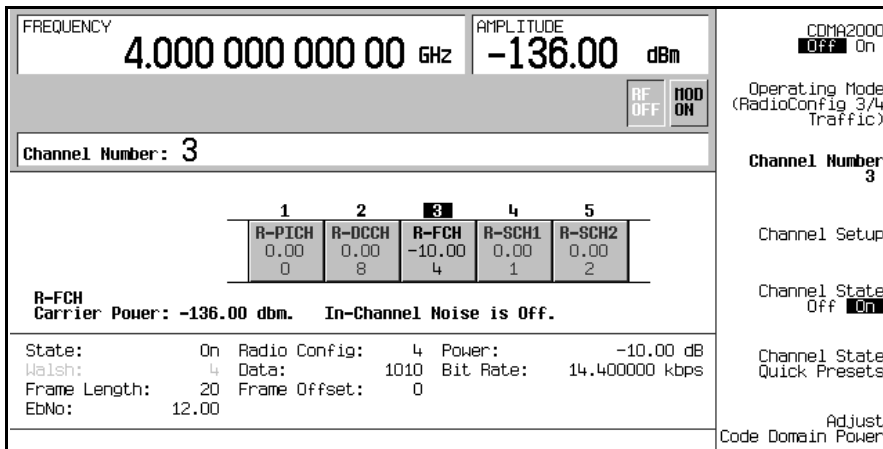 FREQUENCY
4.000 000 000 00 GHz
AMPLITUDE
-136.00 dBm
RF OFF
MOD ON
Channel Number: 3
1 2 3 4 5
R-PICH R-DCCH R-FCH R-SCH1 R-SCH2
0.00 0.00 -10.00 0.00 0.00
0 8 4 1 2
R-FCH
Carrier Power: -136.00 dbm. In-Channel Noise is Off.
State: On Radio Config: 4 Power: -10.00 dB
Walsh: 4 Data: 1010 Bit Rate: 14.400000 kbps
Frame Length: 20 Frame Offset: 0
EbNo: 12.00
CDMA2000
Off On
Operating Mode
(RadioConfig 3/4
Traffic)
Channel Number
3
Channel Setup
Channel State
Off On
Channel State
Quick Presets
Adjust
Code Domain Power